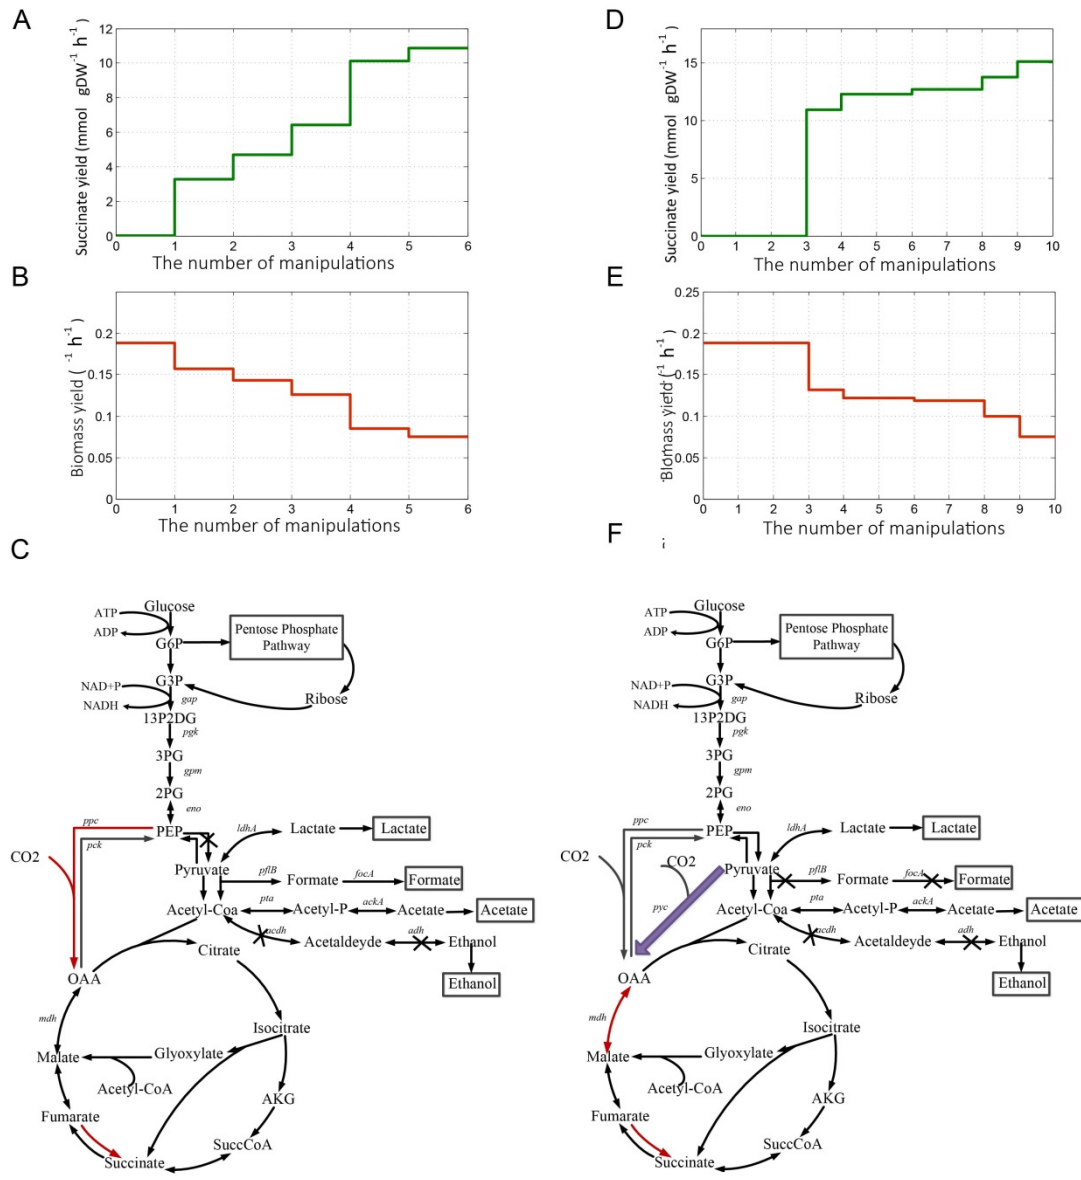 A
Succinate yield (mmol gDW⁻¹ h⁻¹)
12
10
8
6
4
2
0
0 1 2 3 4 5 6
The number of manipulations
D
Succinate yield (mmol gDW⁻¹ h⁻¹)
15
10
5
0
0 1 2 3 4 5 6 7 8 9 10
The number of manipulations
B
Biomass yield ( ⁻¹ h⁻¹)
0.2
0.15
0.1
0.05
0
0 1 2 3 4 5 6
The number of manipulations
E
Biomass yield (⁻¹ h⁻¹)
0.25
0.2
0.15
0.1
0.05
0
0 1 2 3 4 5 6 7 8 9 10
The number of manipulations
C
ATP
Glucose
ADP
G6P
Pentose Phosphate
Pathway
G3P
NAD+P
gap
NADH
Ribose
13P2DG
pgk
3PG
gpm
2PG
eno
ppc
PEP
pck
ldhA
Lactate
Lactate
CO2
Pyruvate
pflB
Formate
focA
Formate
pta
Acetyl-Coa
Acetyl-P
ackA
Acetate
Acetate
acdh
Acetaldeyde
adh
Ethanol
Citrate
OAA
Ethanol
mdh
Isocitrate
Malate
Glyoxylate
Acetyl-CoA
AKG
Fumarate
SuccCoA
Succinate
F
ATP
Glucose
ADP
G6P
Pentose Phosphate
Pathway
G3P
NAD+P
gap
NADH
Ribose
13P2DG
pgk
3PG
gpm
2PG
eno
ppc
PEP
pck
ldhA
Lactate
Lactate
CO2
CO2
Pyruvate
pflB
Formate
focA
Formate
pyc
pta
Acetyl-Coa
Acetyl-P
ackA
Acetate
Acetate
acdh
Acetaldeyde
adh
Ethanol
Citrate
OAA
Ethanol
mdh
Isocitrate
Malate
Glyoxylate
Acetyl-CoA
AKG
Fumarate
SuccCoA
Succinate